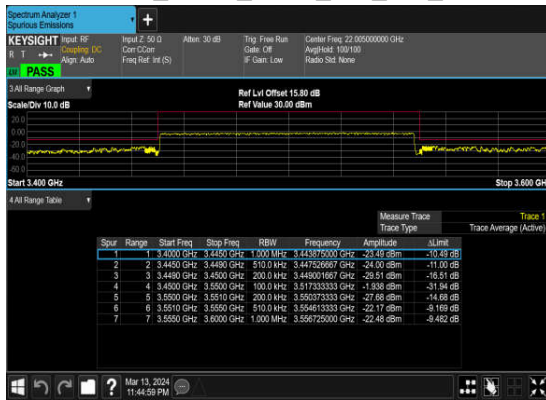 Spectrum Analyzer 1
Spurious Emissions
KEYSIGHT Input: RF Input Z: 50 Ω Atten: 30 dB Trig: Free Run Center Freq: 22.005000000 GHz
R T Coupling: DC Corr CCorr Gate: Off Avg|Hold: 100/100
Align: Auto Freq Ref: Int (S) IF Gain: Low Radio Std: None
PASS
3 All Range Graph
Ref Lvl Offset 15.80 dB
Scale/Div 10.0 dB Ref Value 30.00 dBm
20.0
0.00
-20.0
-40.0
-60.0
Start 3.400 GHz Stop 3.600 GH
4 All Range Table
Measure Trace Trace 1
Trace Type Trace Average (Active)
Spur Range Start Freq Stop Freq RBW Frequency Amplitude ΔLimit
1 1 3.4000 GHz 3.4450 GHz 1.000 MHz 3.443875000 GHz -23.49 dBm -10.49 dB
2 2 3.4450 GHz 3.4490 GHz 510.0 kHz 3.447526667 GHz -24.00 dBm -11.00 dB
3 3 3.4490 GHz 3.4500 GHz 200.0 kHz 3.449001667 GHz -29.51 dBm -16.51 dB
4 4 3.4500 GHz 3.5500 GHz 100.0 kHz 3.517333333 GHz -1.938 dBm -31.94 dB
5 5 3.5500 GHz 3.5510 GHz 200.0 kHz 3.550373333 GHz -27.68 dBm -14.68 dB
6 6 3.5510 GHz 3.5550 GHz 510.0 kHz 3.554613333 GHz -22.17 dBm -9.169 dB
7 7 3.5550 GHz 3.6000 GHz 1.000 MHz 3.556725000 GHz -22.48 dBm -9.482 dB
Mar 13, 2024
11:44:59 PM